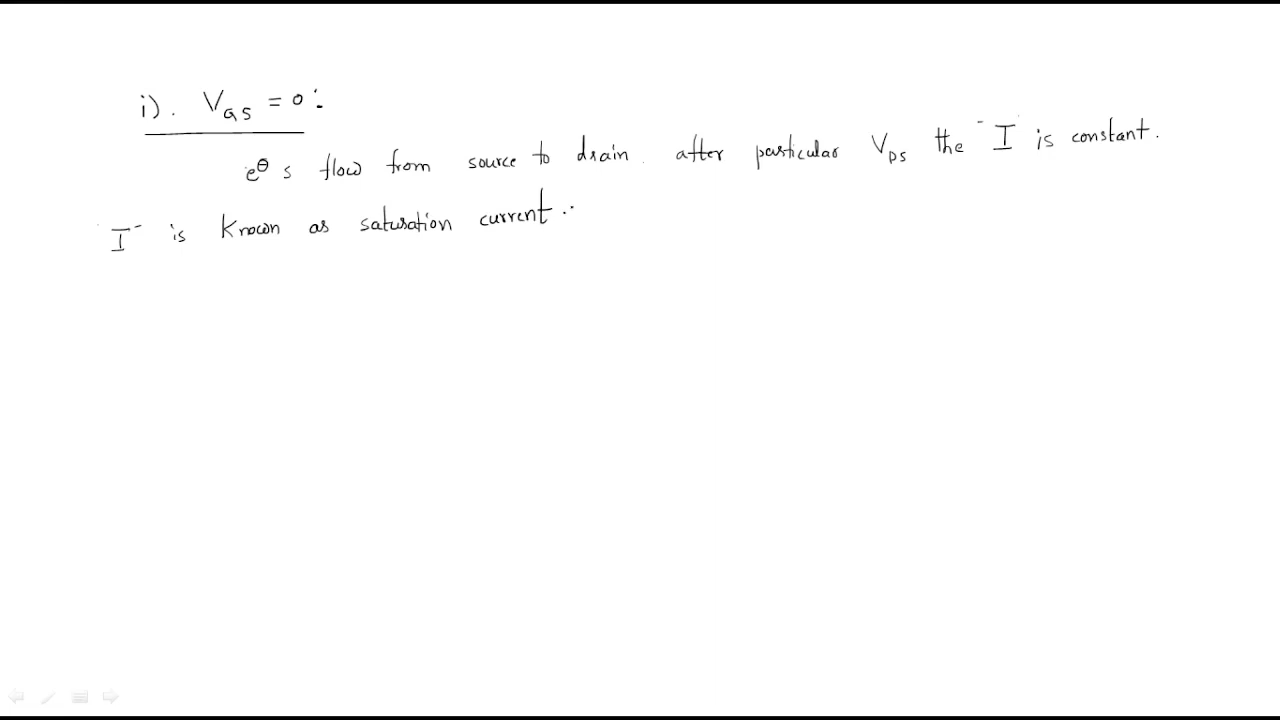 i). VGS = 0:
e⊖s flow from source to drain. after particular VDS the I is constant.
I is known as saturation current.